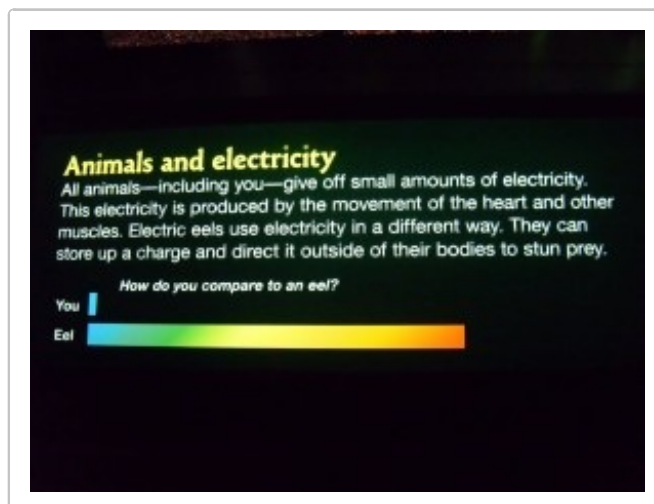 Animals and electricity
All animals—including you—give off small amounts of electricity.
This electricity is produced by the movement of the heart and other
muscles. Electric eels use electricity in a different way. They can
store up a charge and direct it outside of their bodies to stun prey.
How do you compare to an eel?
You
Eel